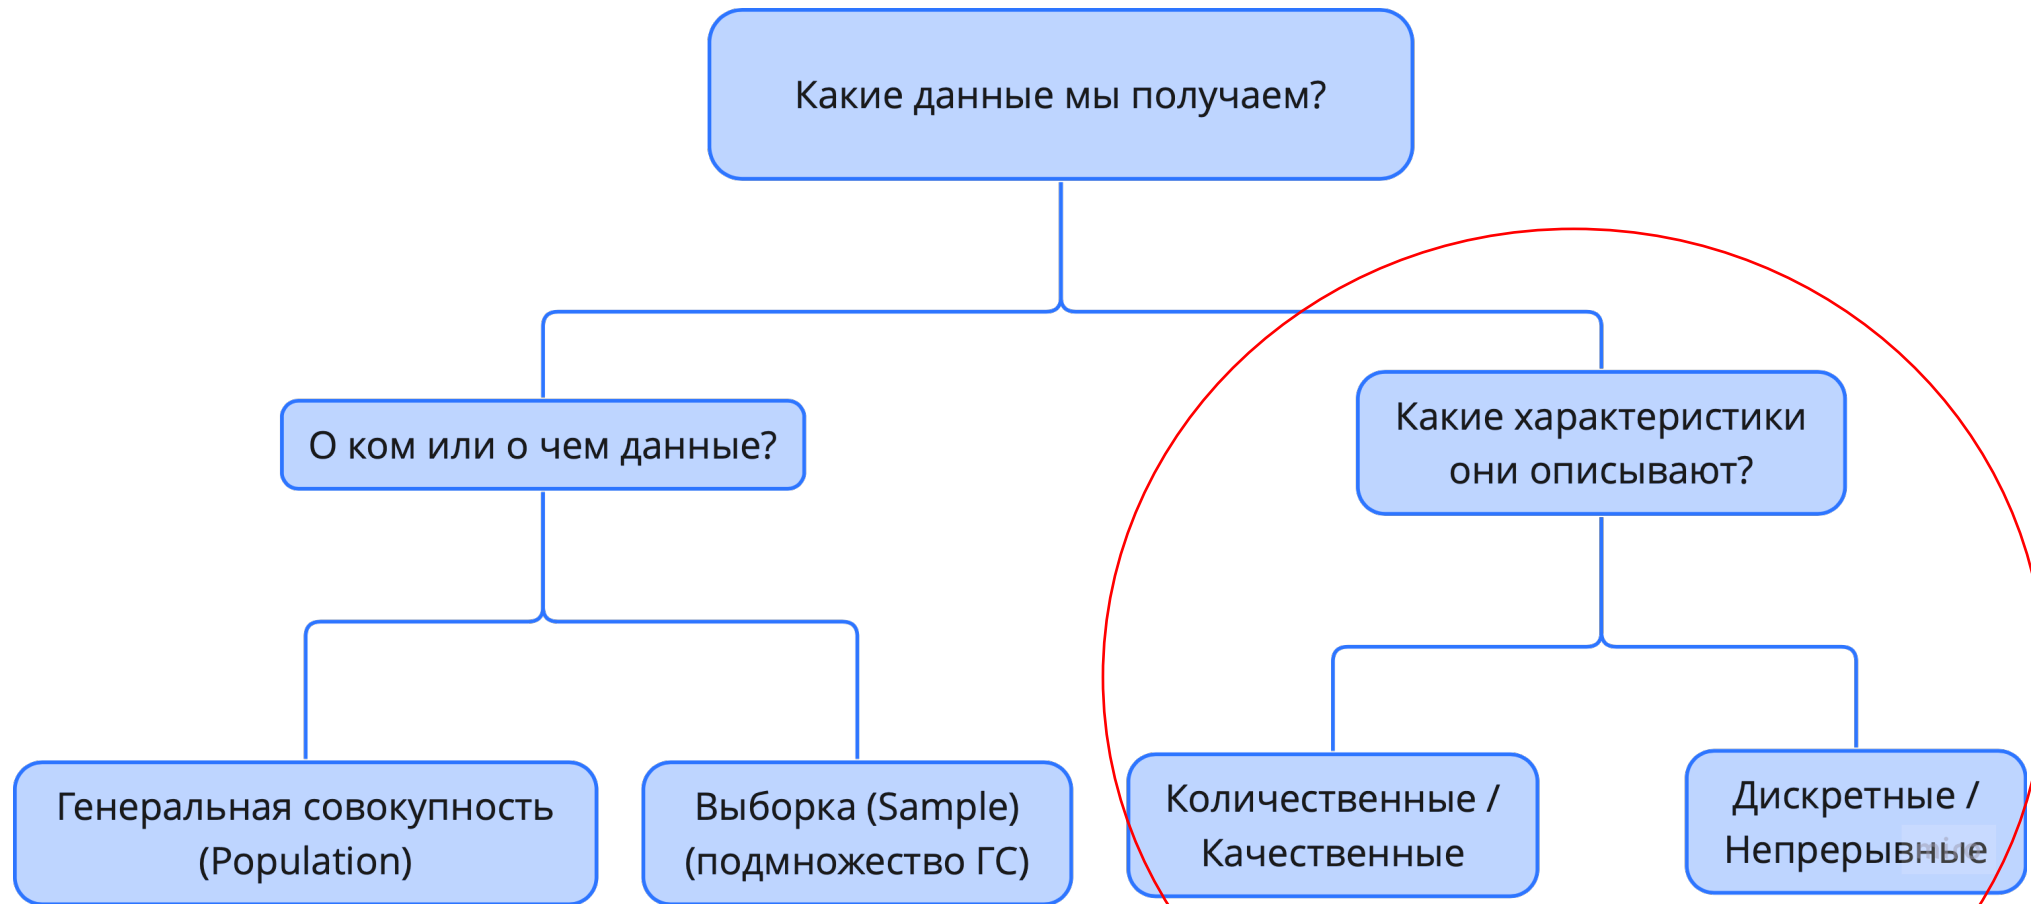 Какие данные мы получаем?
О ком или о чем данные?
Какие характеристики
они описывают?
Генеральная совокупность
(Population)
Выборка (Sample)
(подмножество ГС)
Количественные /
Качественные
Дискретные /
Непрерывные
miro